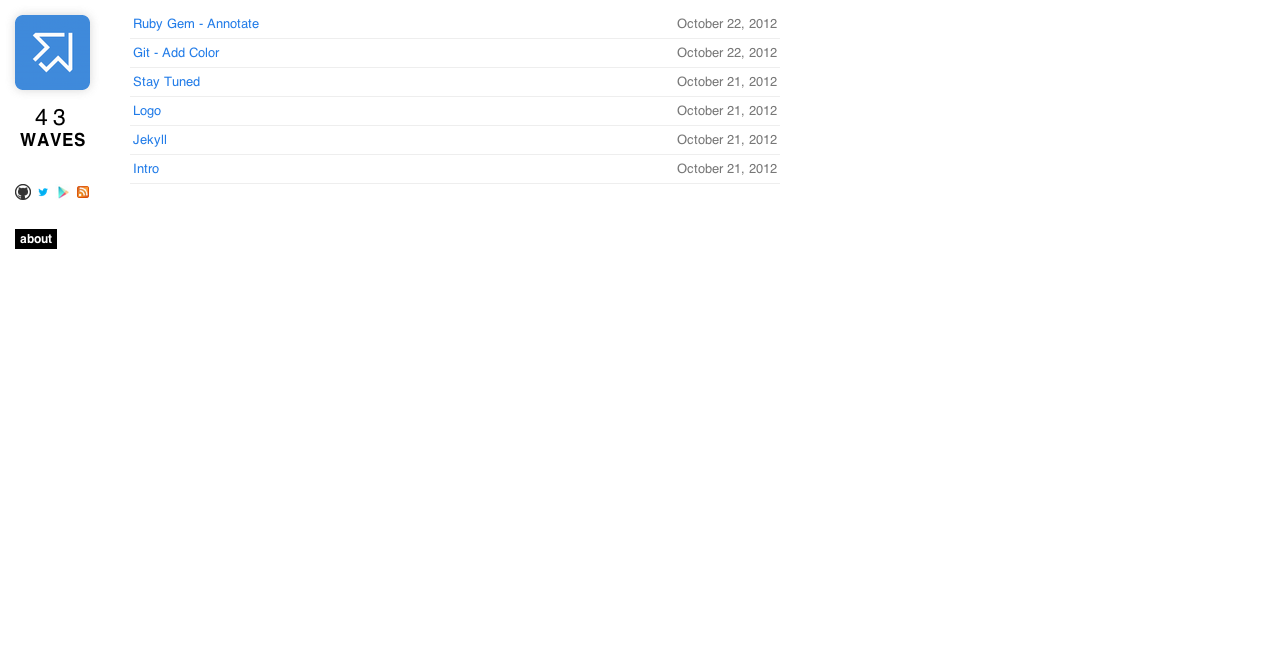 43
WAVES
about
Ruby Gem - Annotate October 22, 2012
Git - Add Color October 22, 2012
Stay Tuned October 21, 2012
Logo October 21, 2012
Jekyll October 21, 2012
Intro October 21, 2012